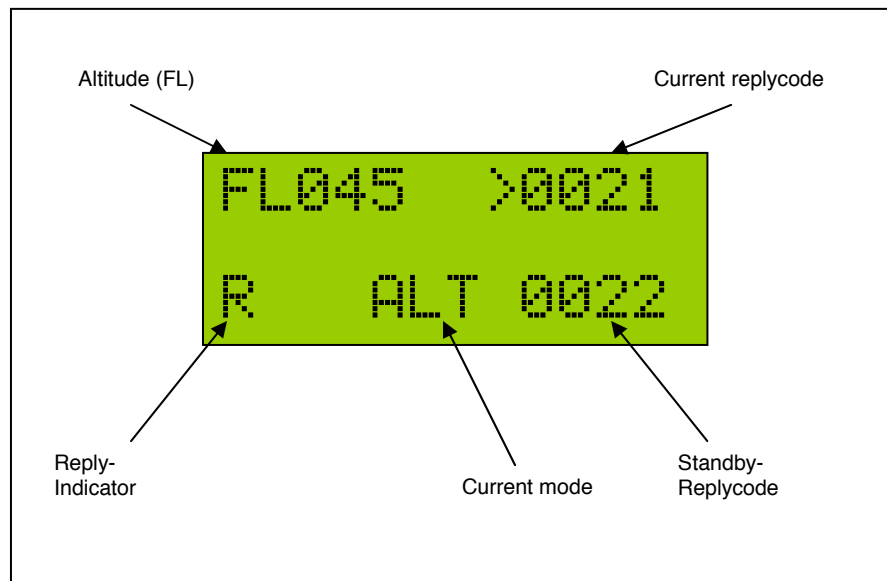 Altitude (FL) Current replycode
FL045 >0021
R ALT 0022
Reply-
Indicator
Current mode
Standby-
Replycode